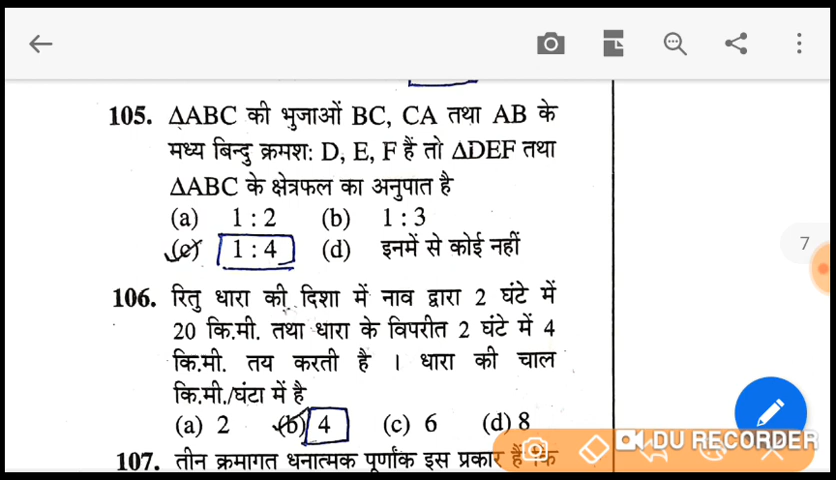 105. ΔABC की भुजाओं BC, CA तथा AB के
मध्य बिन्दु क्रमश: D, E, F हैं तो ΔDEF तथा
ΔABC के क्षेत्रफल का अनुपात है
(a) 1 : 2 (b) 1 : 3
(c) 1 : 4 (d) इनमें से कोई नहीं
7
106. रितु धारा की दिशा में नाव द्वारा 2 घंटे में
20 कि.मी. तथा धारा के विपरीत 2 घंटे में 4
कि.मी. तय करती है । धारा की चाल
कि.मी./घंटा में है
(a) 2 (b) 4 (c) 6 (d) 8
DU RECORDER
107. तीन क्रमागत धनात्मक पूर्णांक इस प्रकार हैं कि